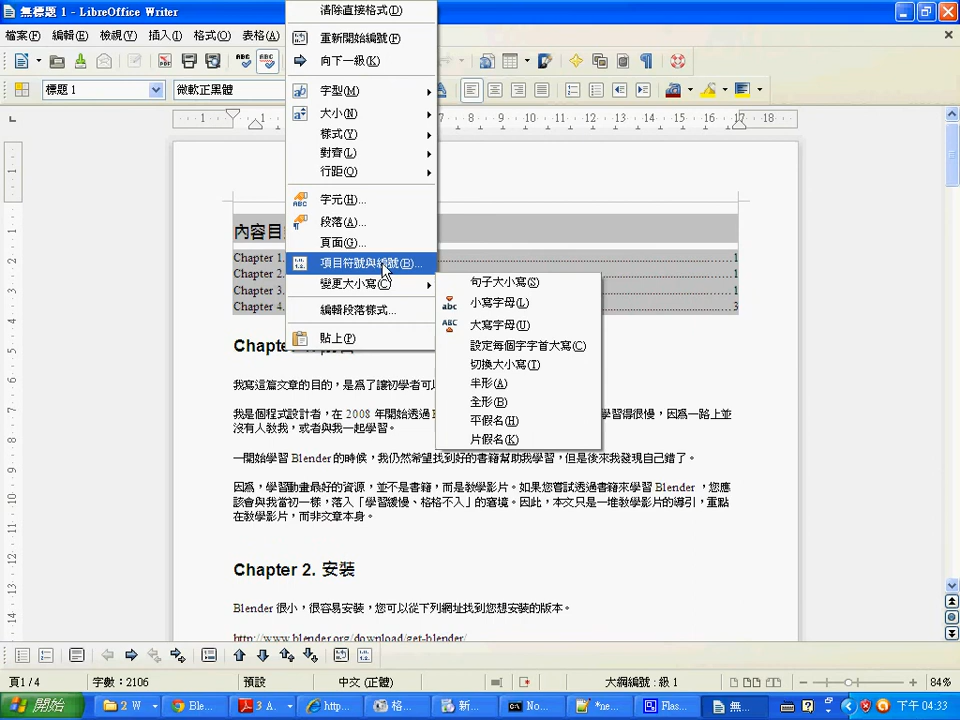 無標題 1 - LibreOffice Writer
檔案(F) 編輯(E) 檢視(V) 插入(I) 格式(O) 表格(A)
標題 1
微軟正黑體
清除直接格式(D)
重新開始編號(F)
向下一級(K)
字型(M)
大小(N)
樣式(Y)
對齊(L)
行距(Q)
字元(H)...
段落(A)...
頁面(G)...
項目符號與編號(B)...
變更大小寫(C)
編輯段落樣式...
貼上(P)
句子大小寫(S)
小寫字母(L)
大寫字母(U)
設定每個字字首大寫(C)
切換大小寫(T)
半形(A)
全形(B)
平假名(H)
片假名(K)
內容目
Chapter 1. 1
Chapter 2. 1
Chapter 3. 1
Chapter 4. 3
Chapter
我寫這篇文章的目的，是為了讓初學者可以
我是個程式設計者，在 2008 年開始透過 學習得很慢，因為一路上並
沒有人教我，或者與我一起學習。
一開始學習 Blender 的時候，我仍然希望找到好的書籍幫助我學習，但是後來我發現自己錯了。
因為，學習動畫最好的資源，並不是書籍，而是教學影片。如果您嘗試透過書籍來學習 Blender ，您應
該會與我當初一樣，落入「學習緩慢、格格不入」的窘境。因此，本文只是一堆教學影片的導引，重點
在教學影片，而非文章本身。
Chapter 2. 安裝
Blender 很小，很容易安裝，您可以從下列網址找到您想安裝的版本。
http://www.blender.org/download/get-blender/
頁1 / 4 字數：2106 預設 中文 (正體) 大綱編號 : 級 1 84%
開始 2 W Ble... 3 A. http... 格... 新... No... *ne... Flas... 無... 下午 04:33